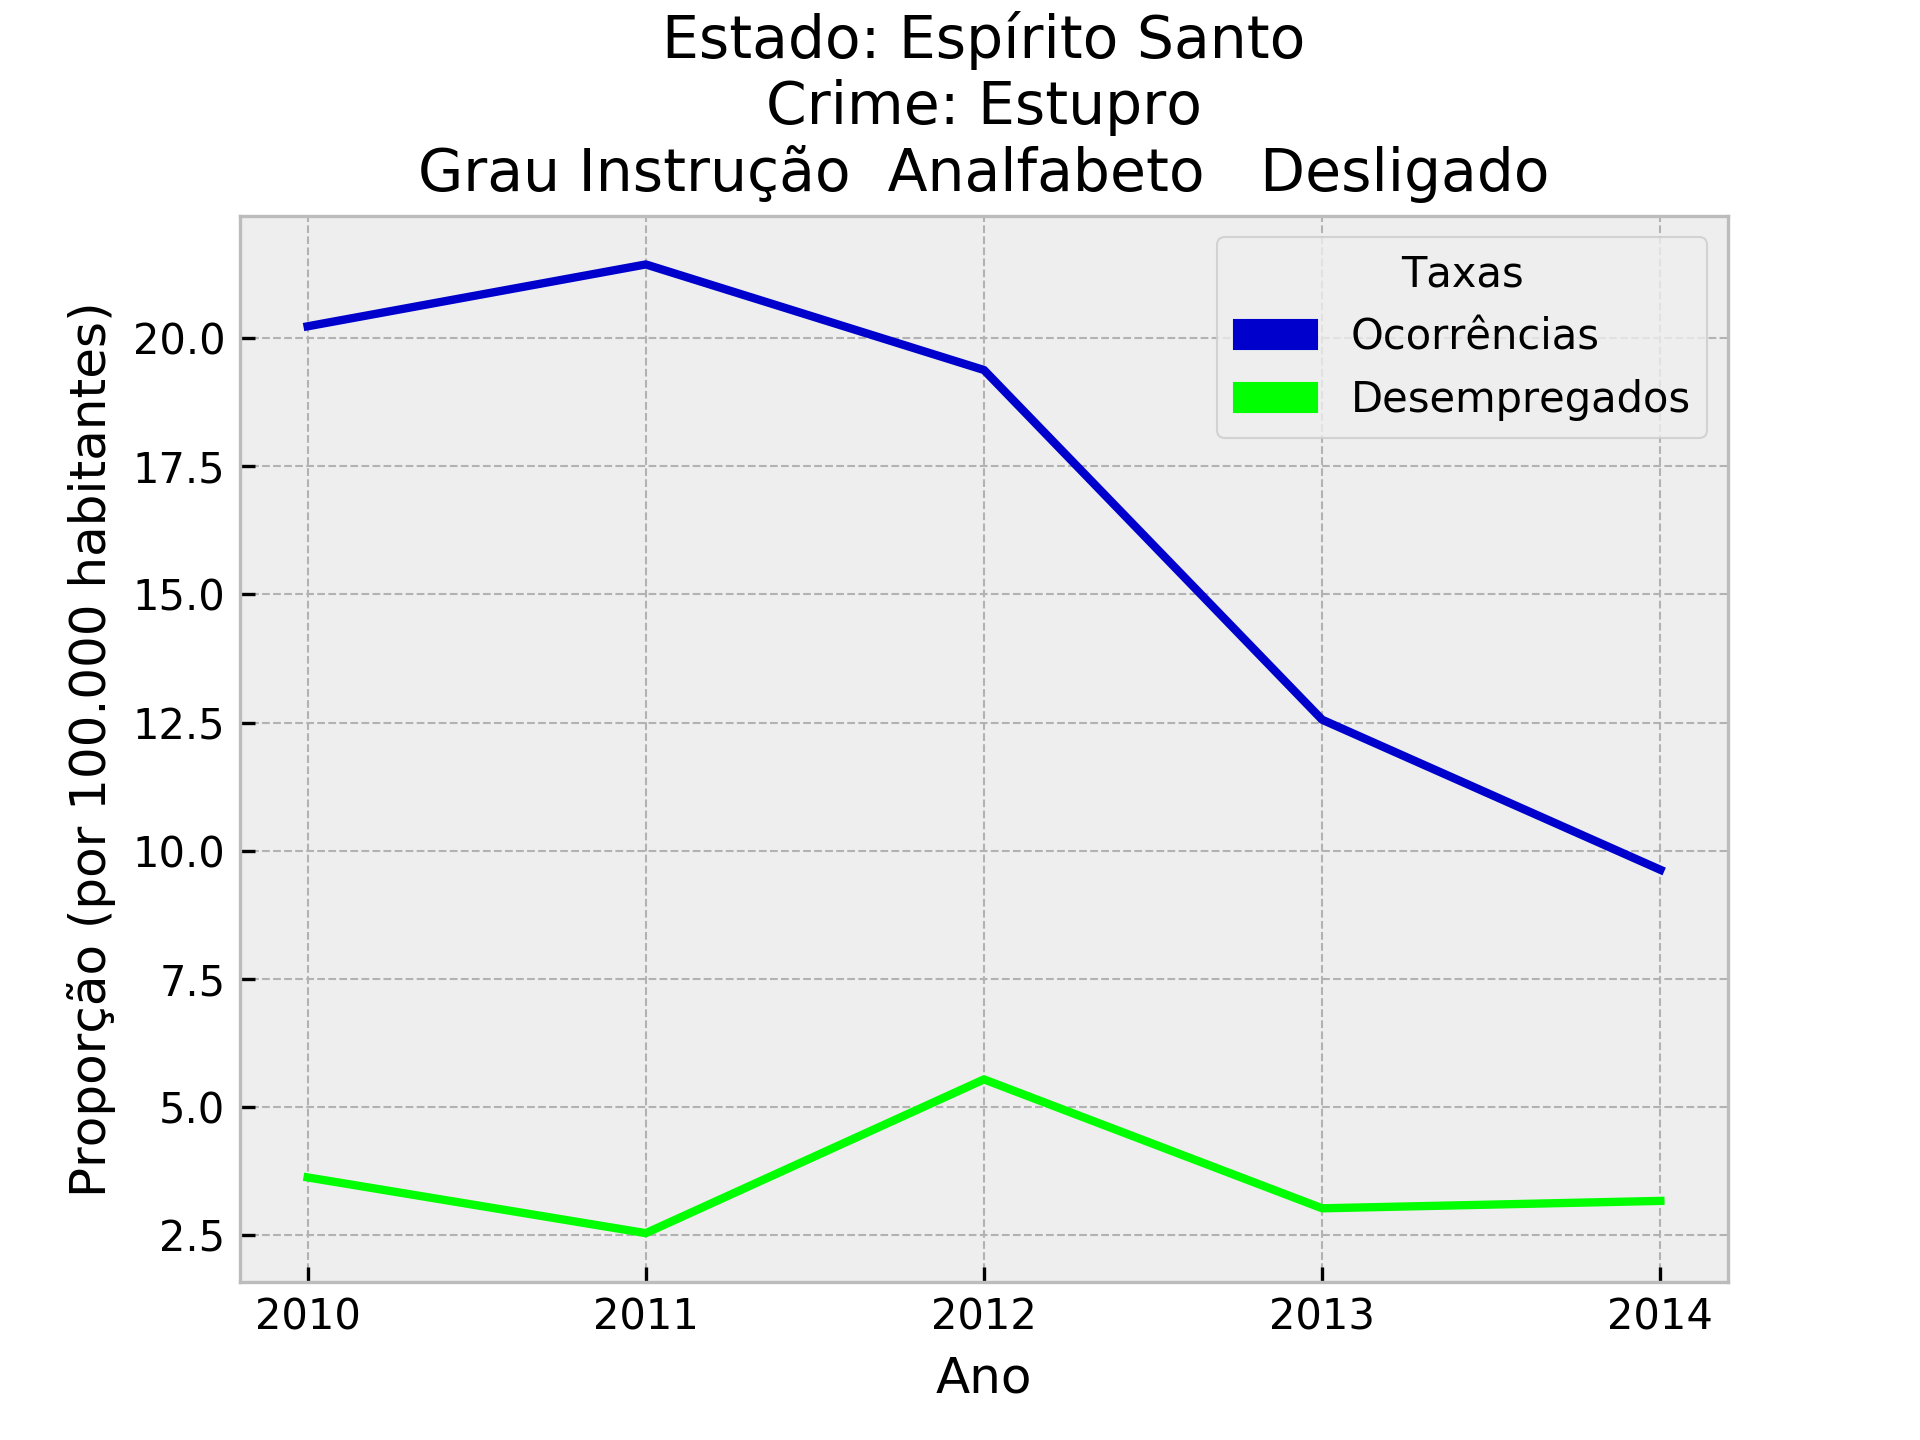 Estado: Espírito Santo
Crime: Estupro
Grau Instrução  Analfabeto   Desligado
Taxas
Ocorrências
Desempregados
Proporção (por 100.000 habitantes)
20.0
17.5
15.0
12.5
10.0
7.5
5.0
2.5
2010 2011 2012 2013 2014
Ano